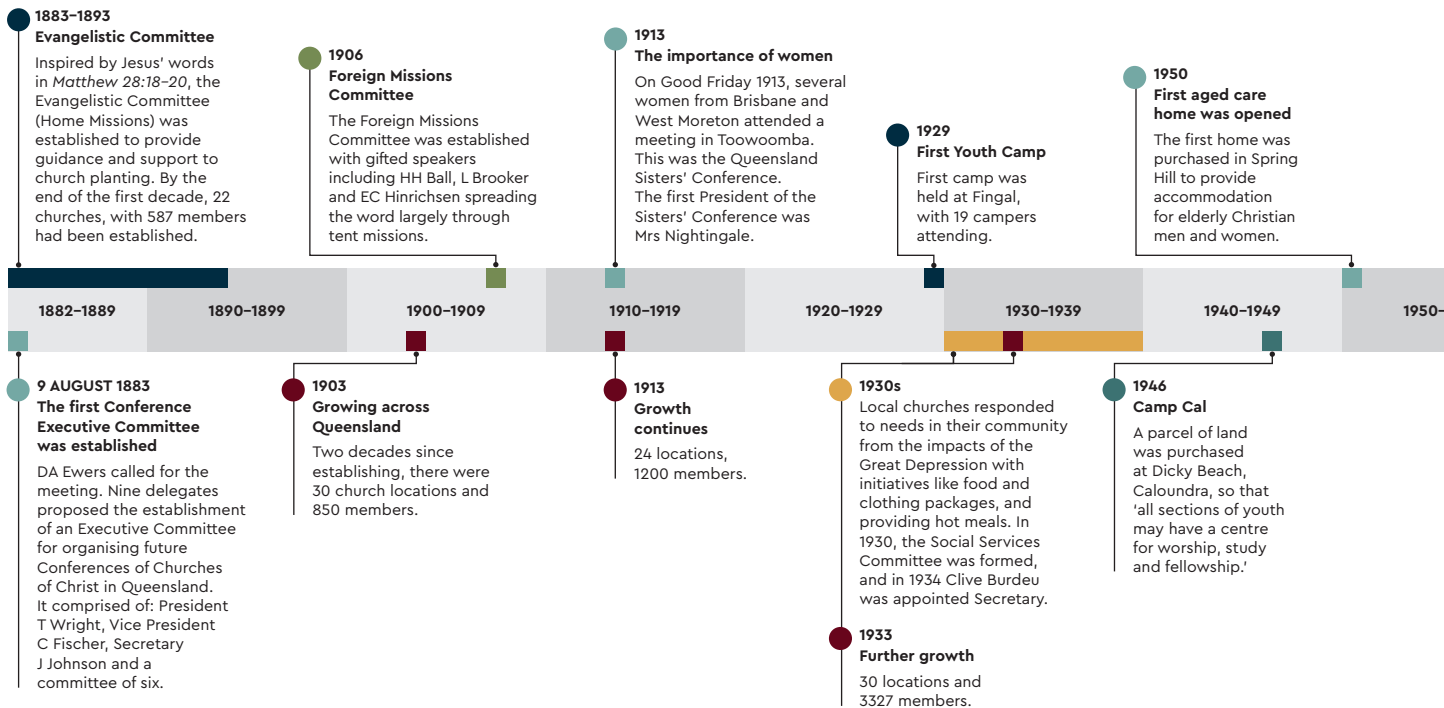 1883–1893
Evangelistic Committee
Inspired by Jesus' words
in Matthew 28:18–20, the
Evangelistic Committee
(Home Missions) was
established to provide
guidance and support to
church planting. By the
end of the first decade, 22
churches, with 587 members
had been established.
1906
Foreign Missions
Committee
The Foreign Missions
Committee was established
with gifted speakers
including HH Ball, L Brooker
and EC Hinrichsen spreading
the word largely through
tent missions.
1913
The importance of women
On Good Friday 1913, several
women from Brisbane and
West Moreton attended a
meeting in Toowoomba.
This was the Queensland
Sisters' Conference.
The first President of the
Sisters' Conference was
Mrs Nightingale.
1929
First Youth Camp
First camp was
held at Fingal,
with 19 campers
attending.
1950
First aged care
home was opened
The first home was
purchased in Spring
Hill to provide
accommodation
for elderly Christian
men and women.
1882–1889
1890–1899
1900–1909
1910–1919
1920–1929
1930–1939
1940–1949
1950–
9 AUGUST 1883
The first Conference
Executive Committee
was established
DA Ewers called for the
meeting. Nine delegates
proposed the establishment
of an Executive Committee
for organising future
Conferences of Churches
of Christ in Queensland.
It comprised of: President
T Wright, Vice President
C Fischer, Secretary
J Johnson and a
committee of six.
1903
Growing across
Queensland
Two decades since
establishing, there were
30 church locations and
850 members.
1913
Growth
continues
24 locations,
1200 members.
1930s
Local churches responded
to needs in their community
from the impacts of the
Great Depression with
initiatives like food and
clothing packages, and
providing hot meals. In
1930, the Social Services
Committee was formed,
and in 1934 Clive Burdeu
was appointed Secretary.
1933
Further growth
30 locations and
3327 members.
1946
Camp Cal
A parcel of land
was purchased
at Dicky Beach,
Caloundra, so that
'all sections of youth
may have a centre
for worship, study
and fellowship.'